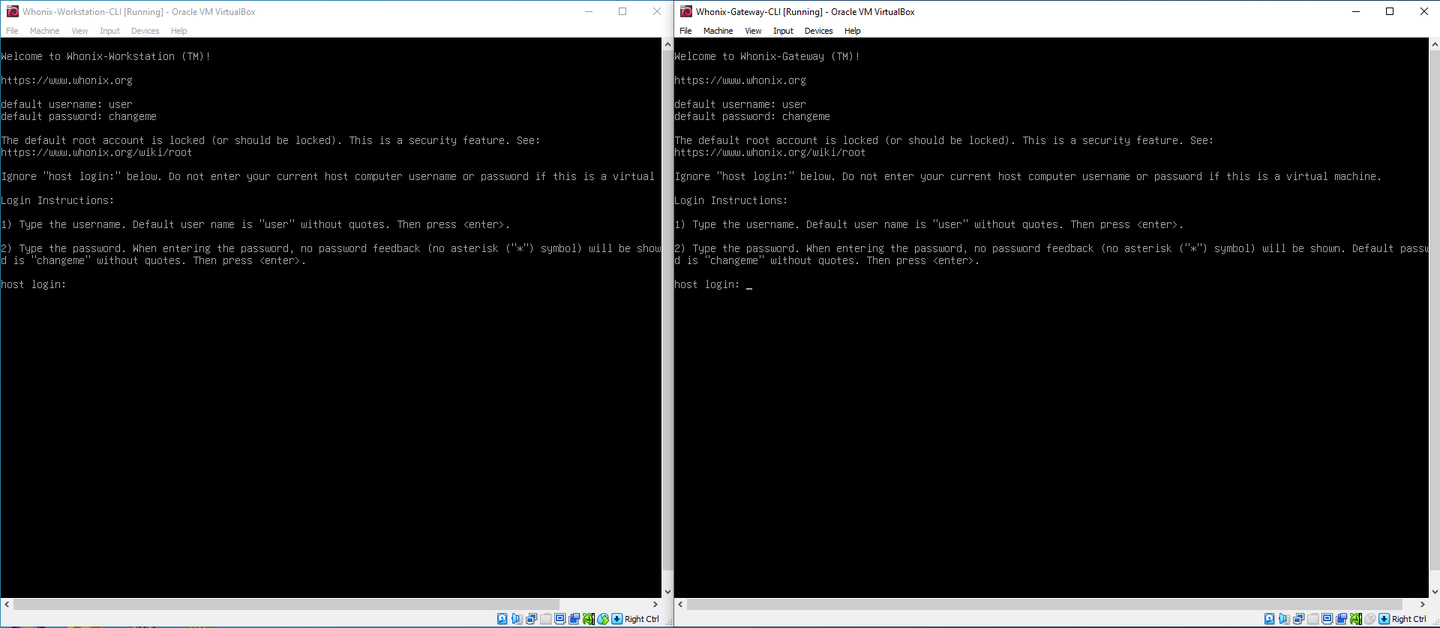 Whonix-Workstation-CLI [Running] - Oracle VM VirtualBox
File Machine View Input Devices Help
Welcome to Whonix-Workstation (TM)!
https://www.whonix.org
default username: user
default password: changeme
The default root account is locked (or should be locked). This is a security feature. See:
https://www.whonix.org/wiki/root
Ignore "host login:" below. Do not enter your current host computer username or password if this is a virtual
Login Instructions:
1) Type the username. Default user name is "user" without quotes. Then press <enter>.
2) Type the password. When entering the password, no password feedback (no asterisk ("*") symbol) will be show
d is "changeme" without quotes. Then press <enter>.
host login:
Right Ctrl
Whonix-Gateway-CLI [Running] - Oracle VM VirtualBox
File Machine View Input Devices Help
Welcome to Whonix-Gateway (TM)!
https://www.whonix.org
default username: user
default password: changeme
The default root account is locked (or should be locked). This is a security feature. See:
https://www.whonix.org/wiki/root
Ignore "host login:" below. Do not enter your current host computer username or password if this is a virtual machine.
Login Instructions:
1) Type the username. Default user name is "user" without quotes. Then press <enter>.
2) Type the password. When entering the password, no password feedback (no asterisk ("*") symbol) will be shown. Default passw
d is "changeme" without quotes. Then press <enter>.
host login: _
Right Ctrl